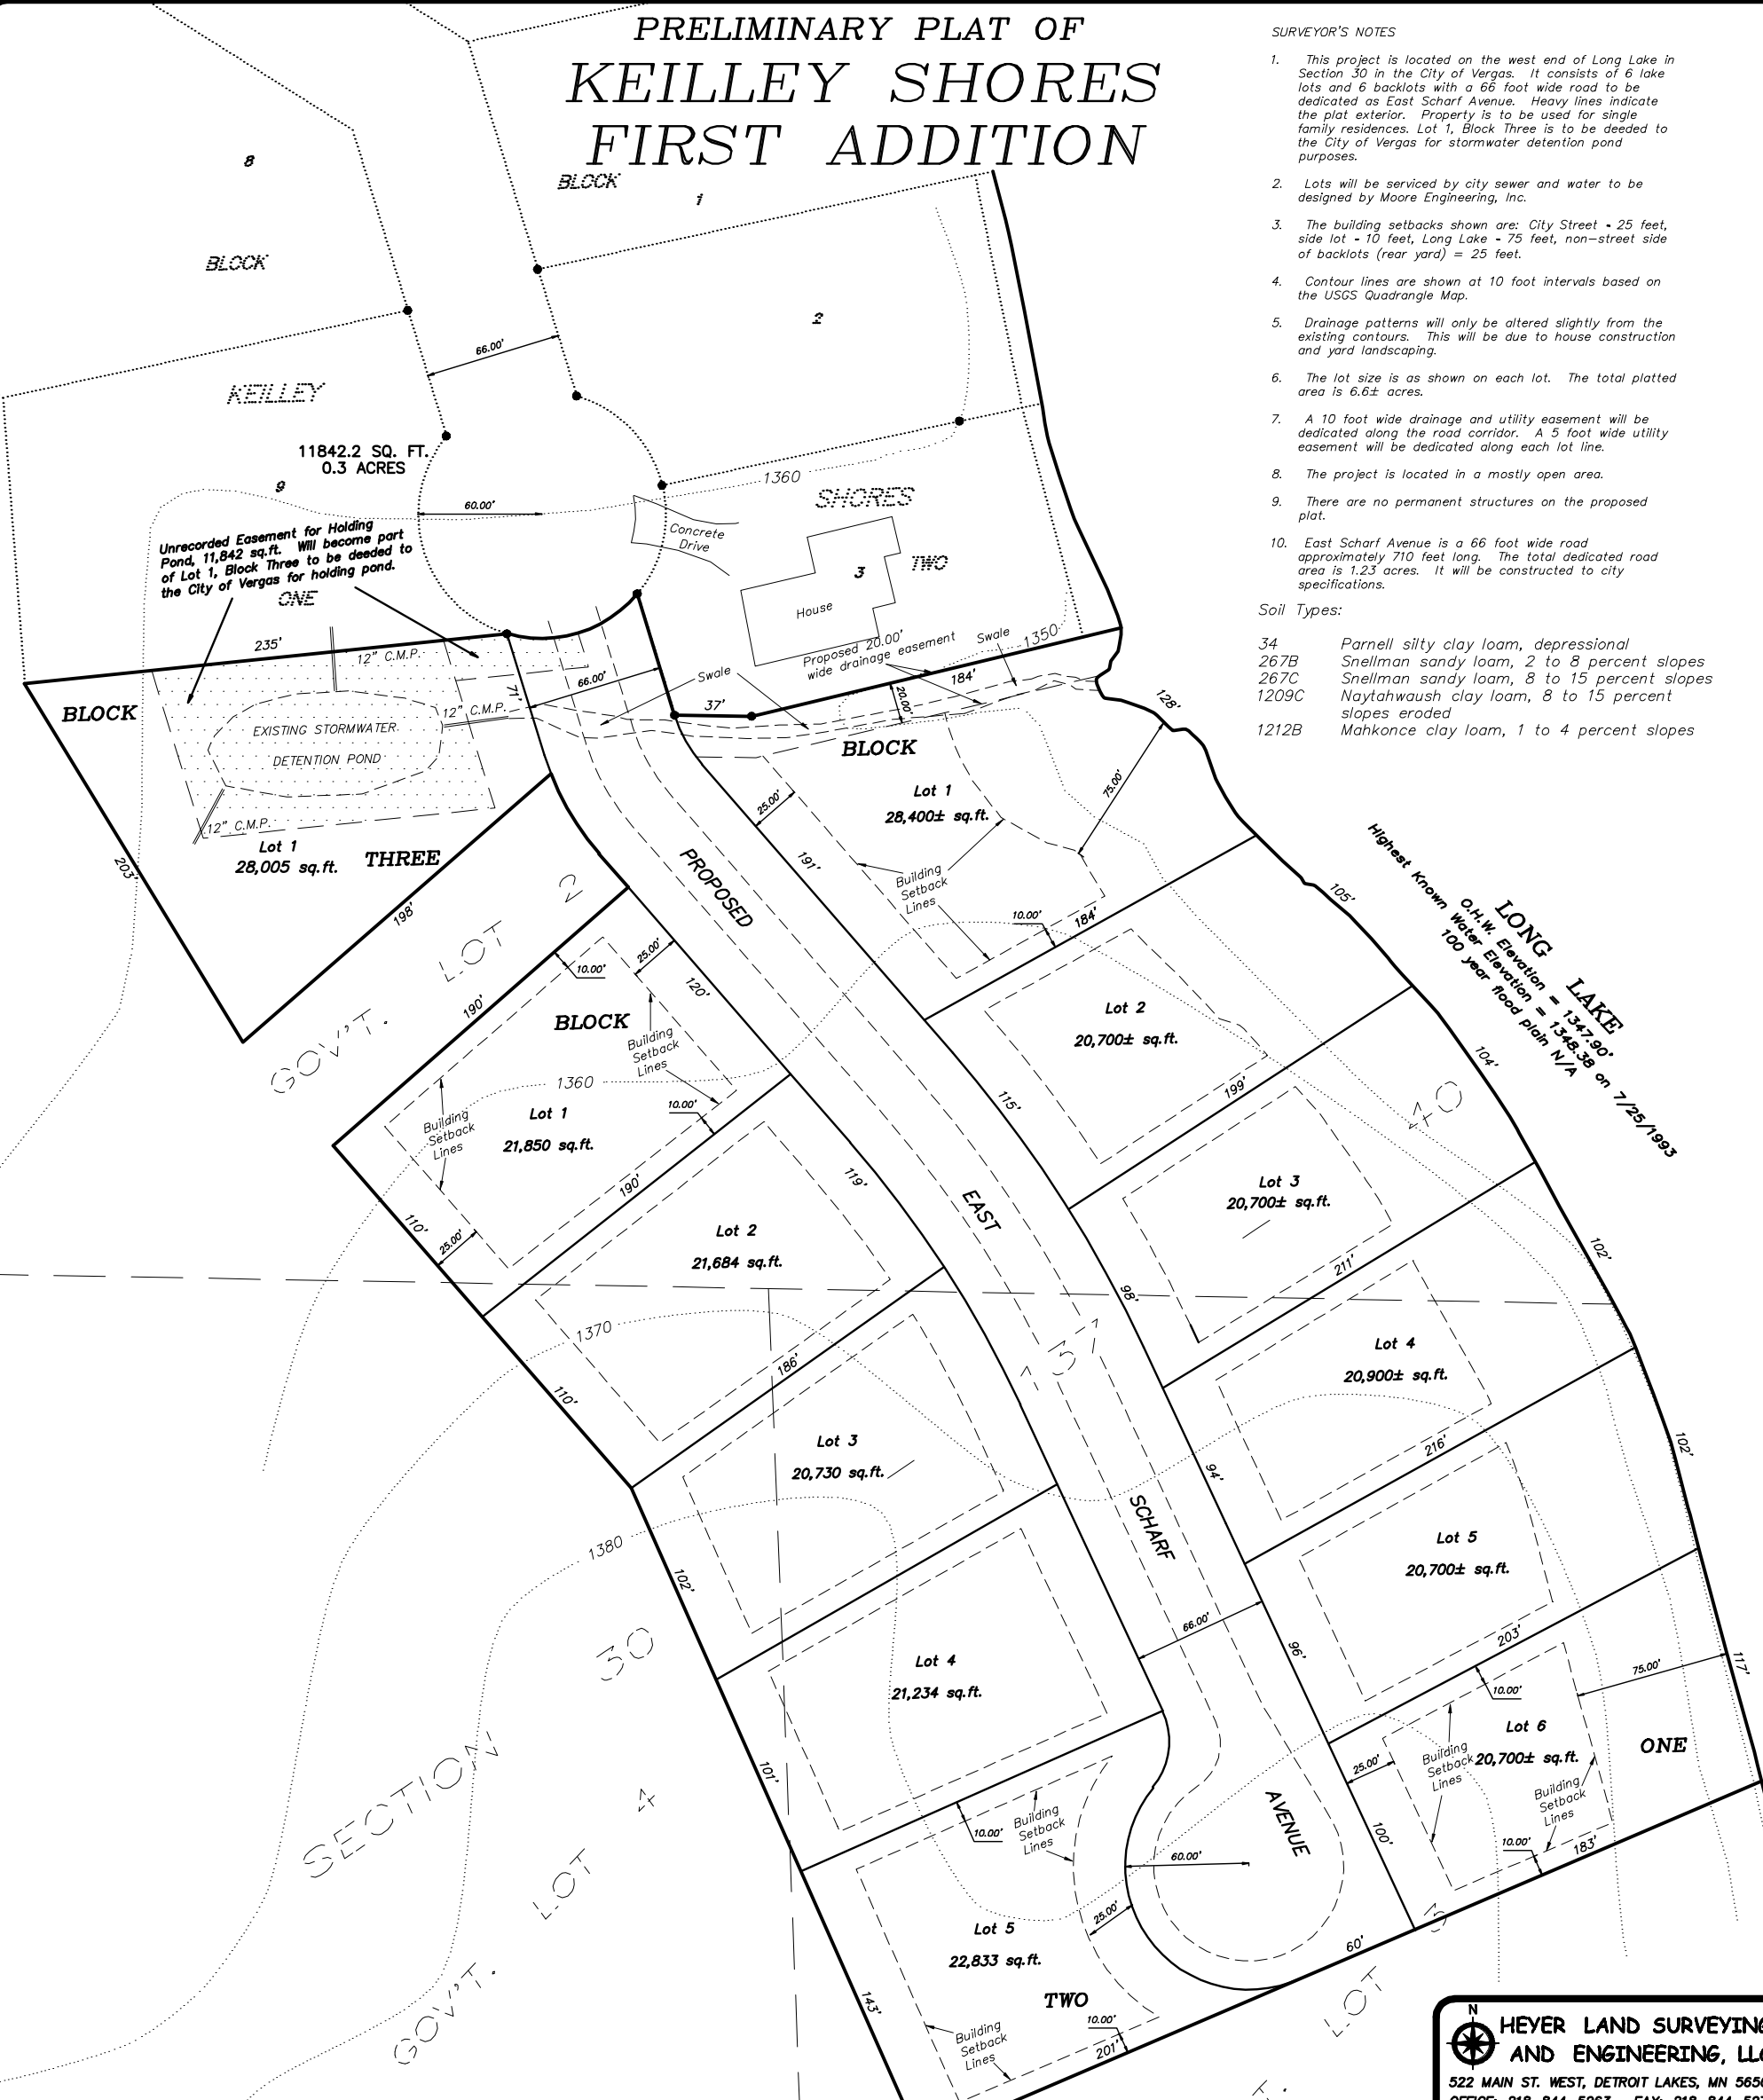 PRELIMINARY PLAT OF
KEILLEY SHORES
FIRST ADDITION
SURVEYOR'S NOTES
1. This project is located on the west end of Long Lake in
Section 30 in the City of Vergas. It consists of 6 lake
lots and 6 backlots with a 66 foot wide road to be
dedicated as East Scharf Avenue. Heavy lines indicate
the plat exterior. Property is to be used for single
family residences. Lot 1, Block Three is to be deeded to
the City of Vergas for stormwater detention pond
purposes.
2. Lots will be serviced by city sewer and water to be
designed by Moore Engineering, Inc.
3. The building setbacks shown are: City Street - 25 feet,
side lot - 10 feet, Long Lake - 75 feet, non-street side
of backlots (rear yard) = 25 feet.
4. Contour lines are shown at 10 foot intervals based on
the USGS Quadrangle Map.
5. Drainage patterns will only be altered slightly from the
existing contours. This will be due to house construction
and yard landscaping.
6. The lot size is as shown on each lot. The total platted
area is 6.6± acres.
7. A 10 foot wide drainage and utility easement will be
dedicated along the road corridor. A 5 foot wide utility
easement will be dedicated along each lot line.
8. The project is located in a mostly open area.
9. There are no permanent structures on the proposed
plat.
10. East Scharf Avenue is a 66 foot wide road
approximately 710 feet long. The total dedicated road
area is 1.23 acres. It will be constructed to city
specifications.
Soil Types:
34 Parnell silty clay loam, depressional
267B Snellman sandy loam, 2 to 8 percent slopes
267C Snellman sandy loam, 8 to 15 percent slopes
1209C Naytahwaush clay loam, 8 to 15 percent
slopes eroded
1212B Mahkonce clay loam, 1 to 4 percent slopes
8
BLOCK
1
BLOCK
2
66.00'
KEILLEY
11842.2 SQ. FT.
0.3 ACRES
9
60.00'
1360
SHORES
Concrete
Drive
TWO
3
House
Unrecorded Easement for Holding
Pond, 11,842 sq.ft. Will become part
of Lot 1, Block Three to be deeded to
the City of Vergas for holding pond.
ONE
235'
12" C.M.P.
Proposed 20.00'
wide drainage easement
Swale
1350
184'
20.00'
Swale
66.00'
71'
37'
128'
BLOCK
12" C.M.P.
EXISTING STORMWATER
DETENTION POND
12" C.M.P.
Lot 1
28,005 sq.ft.
THREE
203'
198'
BLOCK
Lot 1
28,400± sq.ft.
75.00'
25.00'
191'
Building
Setback
Lines
10.00'
184'
PROPOSED
105'
LONG LAKE
O.H.W. Elevation = 1347.90'
Highest Known Water Elevation = 1348.38 on 7/25/1993
100 year flood plain N/A
GOV'T. LOT 2
190'
10.00'
25.00'
120'
BLOCK
Building
Setback
Lines
1360
Building
Setback
Lines
Lot 1
21,850 sq.ft.
10.00'
190'
110'
25.00'
Lot 2
20,700± sq.ft.
104'
199'
115'
40
119'
EAST
Lot 3
20,700± sq.ft.
102'
211'
98'
Lot 2
21,684 sq.ft.
1370
186'
110'
37
Lot 4
20,900± sq.ft.
216'
102'
94'
Lot 3
20,730 sq.ft.
1380
102'
SCHARF
Lot 5
20,700± sq.ft.
203'
117'
66.00'
96'
SECTION 30
Lot 4
21,234 sq.ft.
101'
75.00'
10.00'
Lot 6
20,700± sq.ft.
ONE
25.00'
Building
Setback
Lines
Building
Setback
Lines
10.00'
183'
100'
AVENUE
10.00'
Building
Setback
Lines
60.00'
25.00'
60'
GOV'T. LOT 4
Lot 5
22,833 sq.ft.
TWO
143'
Building
Setback
Lines
10.00'
201'
LOT
N
HEYER LAND SURVEYING
AND ENGINEERING, LLC
522 MAIN ST. WEST, DETROIT LAKES, MN